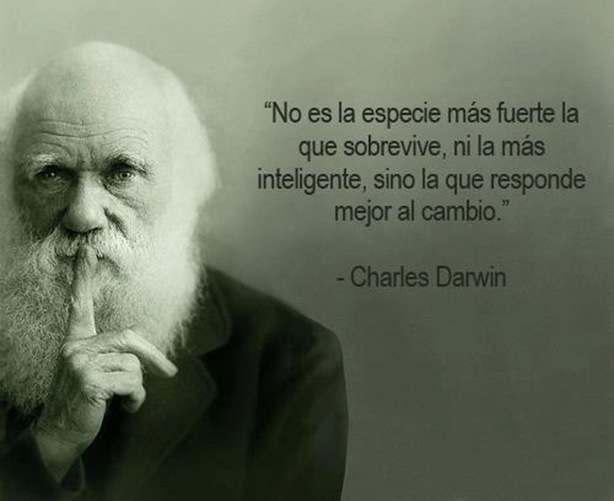 “No es la especie más fuerte la
que sobrevive, ni la más
inteligente, sino la que responde
mejor al cambio.”
- Charles Darwin